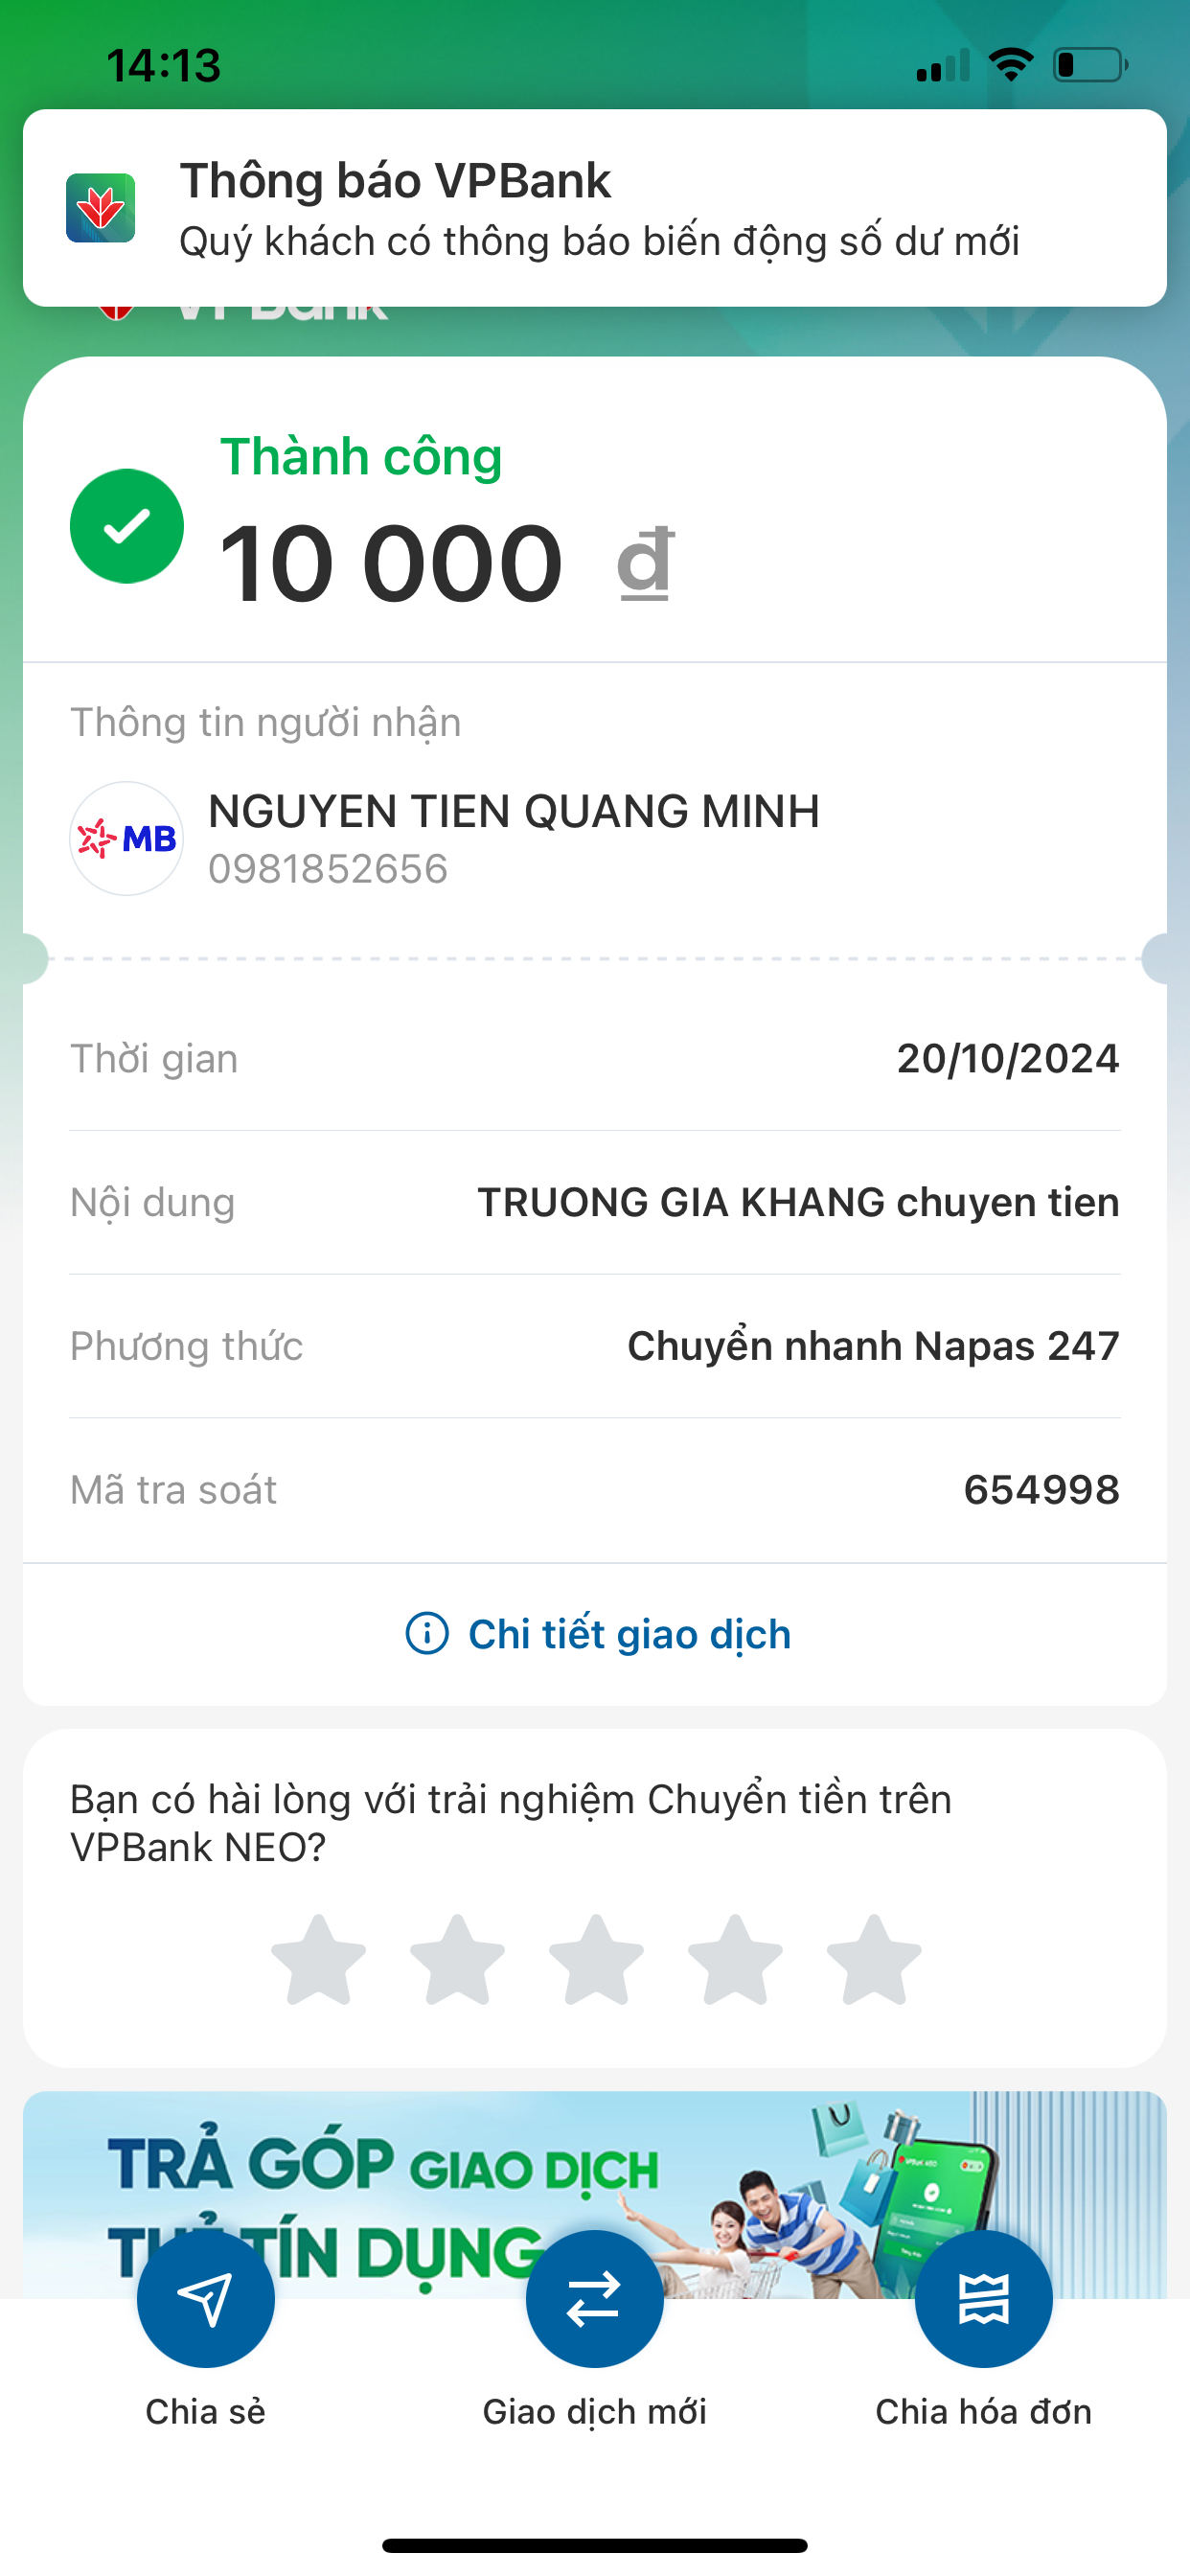 14:13
Thông báo VPBank
Quý khách có thông báo biến động số dư mới
VPBank
Thành công
10 000 đ
Thông tin người nhận
MB
NGUYEN TIEN QUANG MINH
0981852656
Thời gian
20/10/2024
Nội dung
TRUONG GIA KHANG chuyen tien
Phương thức
Chuyển nhanh Napas 247
Mã tra soát
654998
Chi tiết giao dịch
Bạn có hài lòng với trải nghiệm Chuyển tiền trên
VPBank NEO?
TRẢ GÓP GIAO DỊCH
THẺ TÍN DỤNG
Chia sẻ
Giao dịch mới
Chia hóa đơn